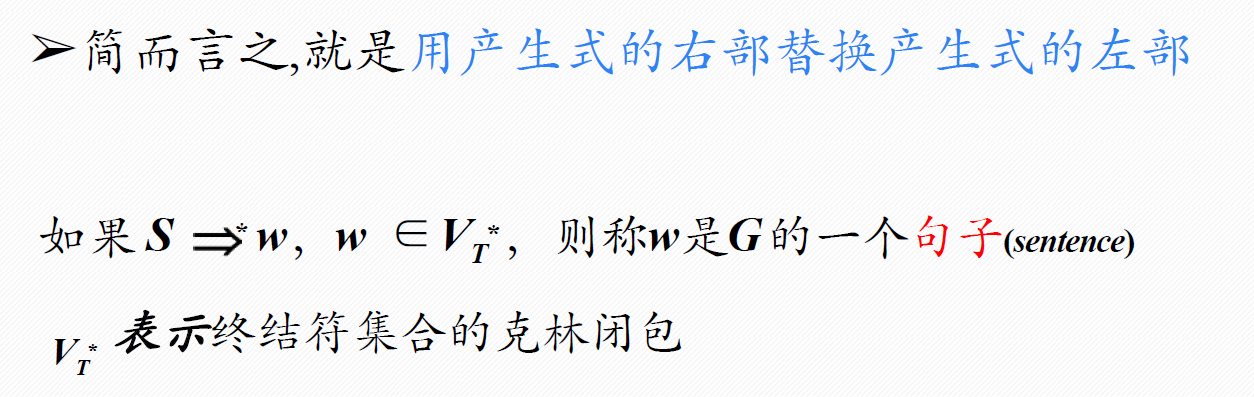 ➢简而言之,就是用产生式的右部替换产生式的左部
如果 S ⇒* w，w ∈ V_T*，则称w是G的一个句子(sentence)
V_T* 表示终结符集合的克林闭包